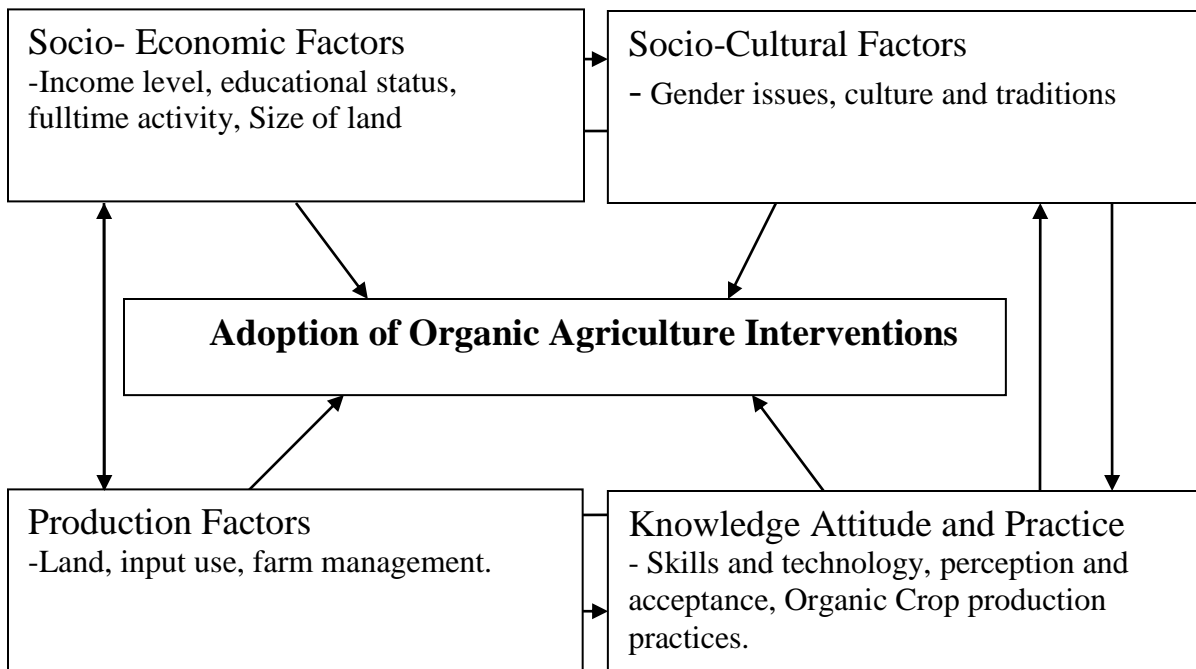 Socio- Economic Factors
-Income level, educational status,
fulltime activity, Size of land
Socio-Cultural Factors
- Gender issues, culture and traditions
Adoption of Organic Agriculture Interventions
Production Factors
-Land, input use, farm management.
Knowledge Attitude and Practice
- Skills and technology, perception and
acceptance, Organic Crop production
practices.